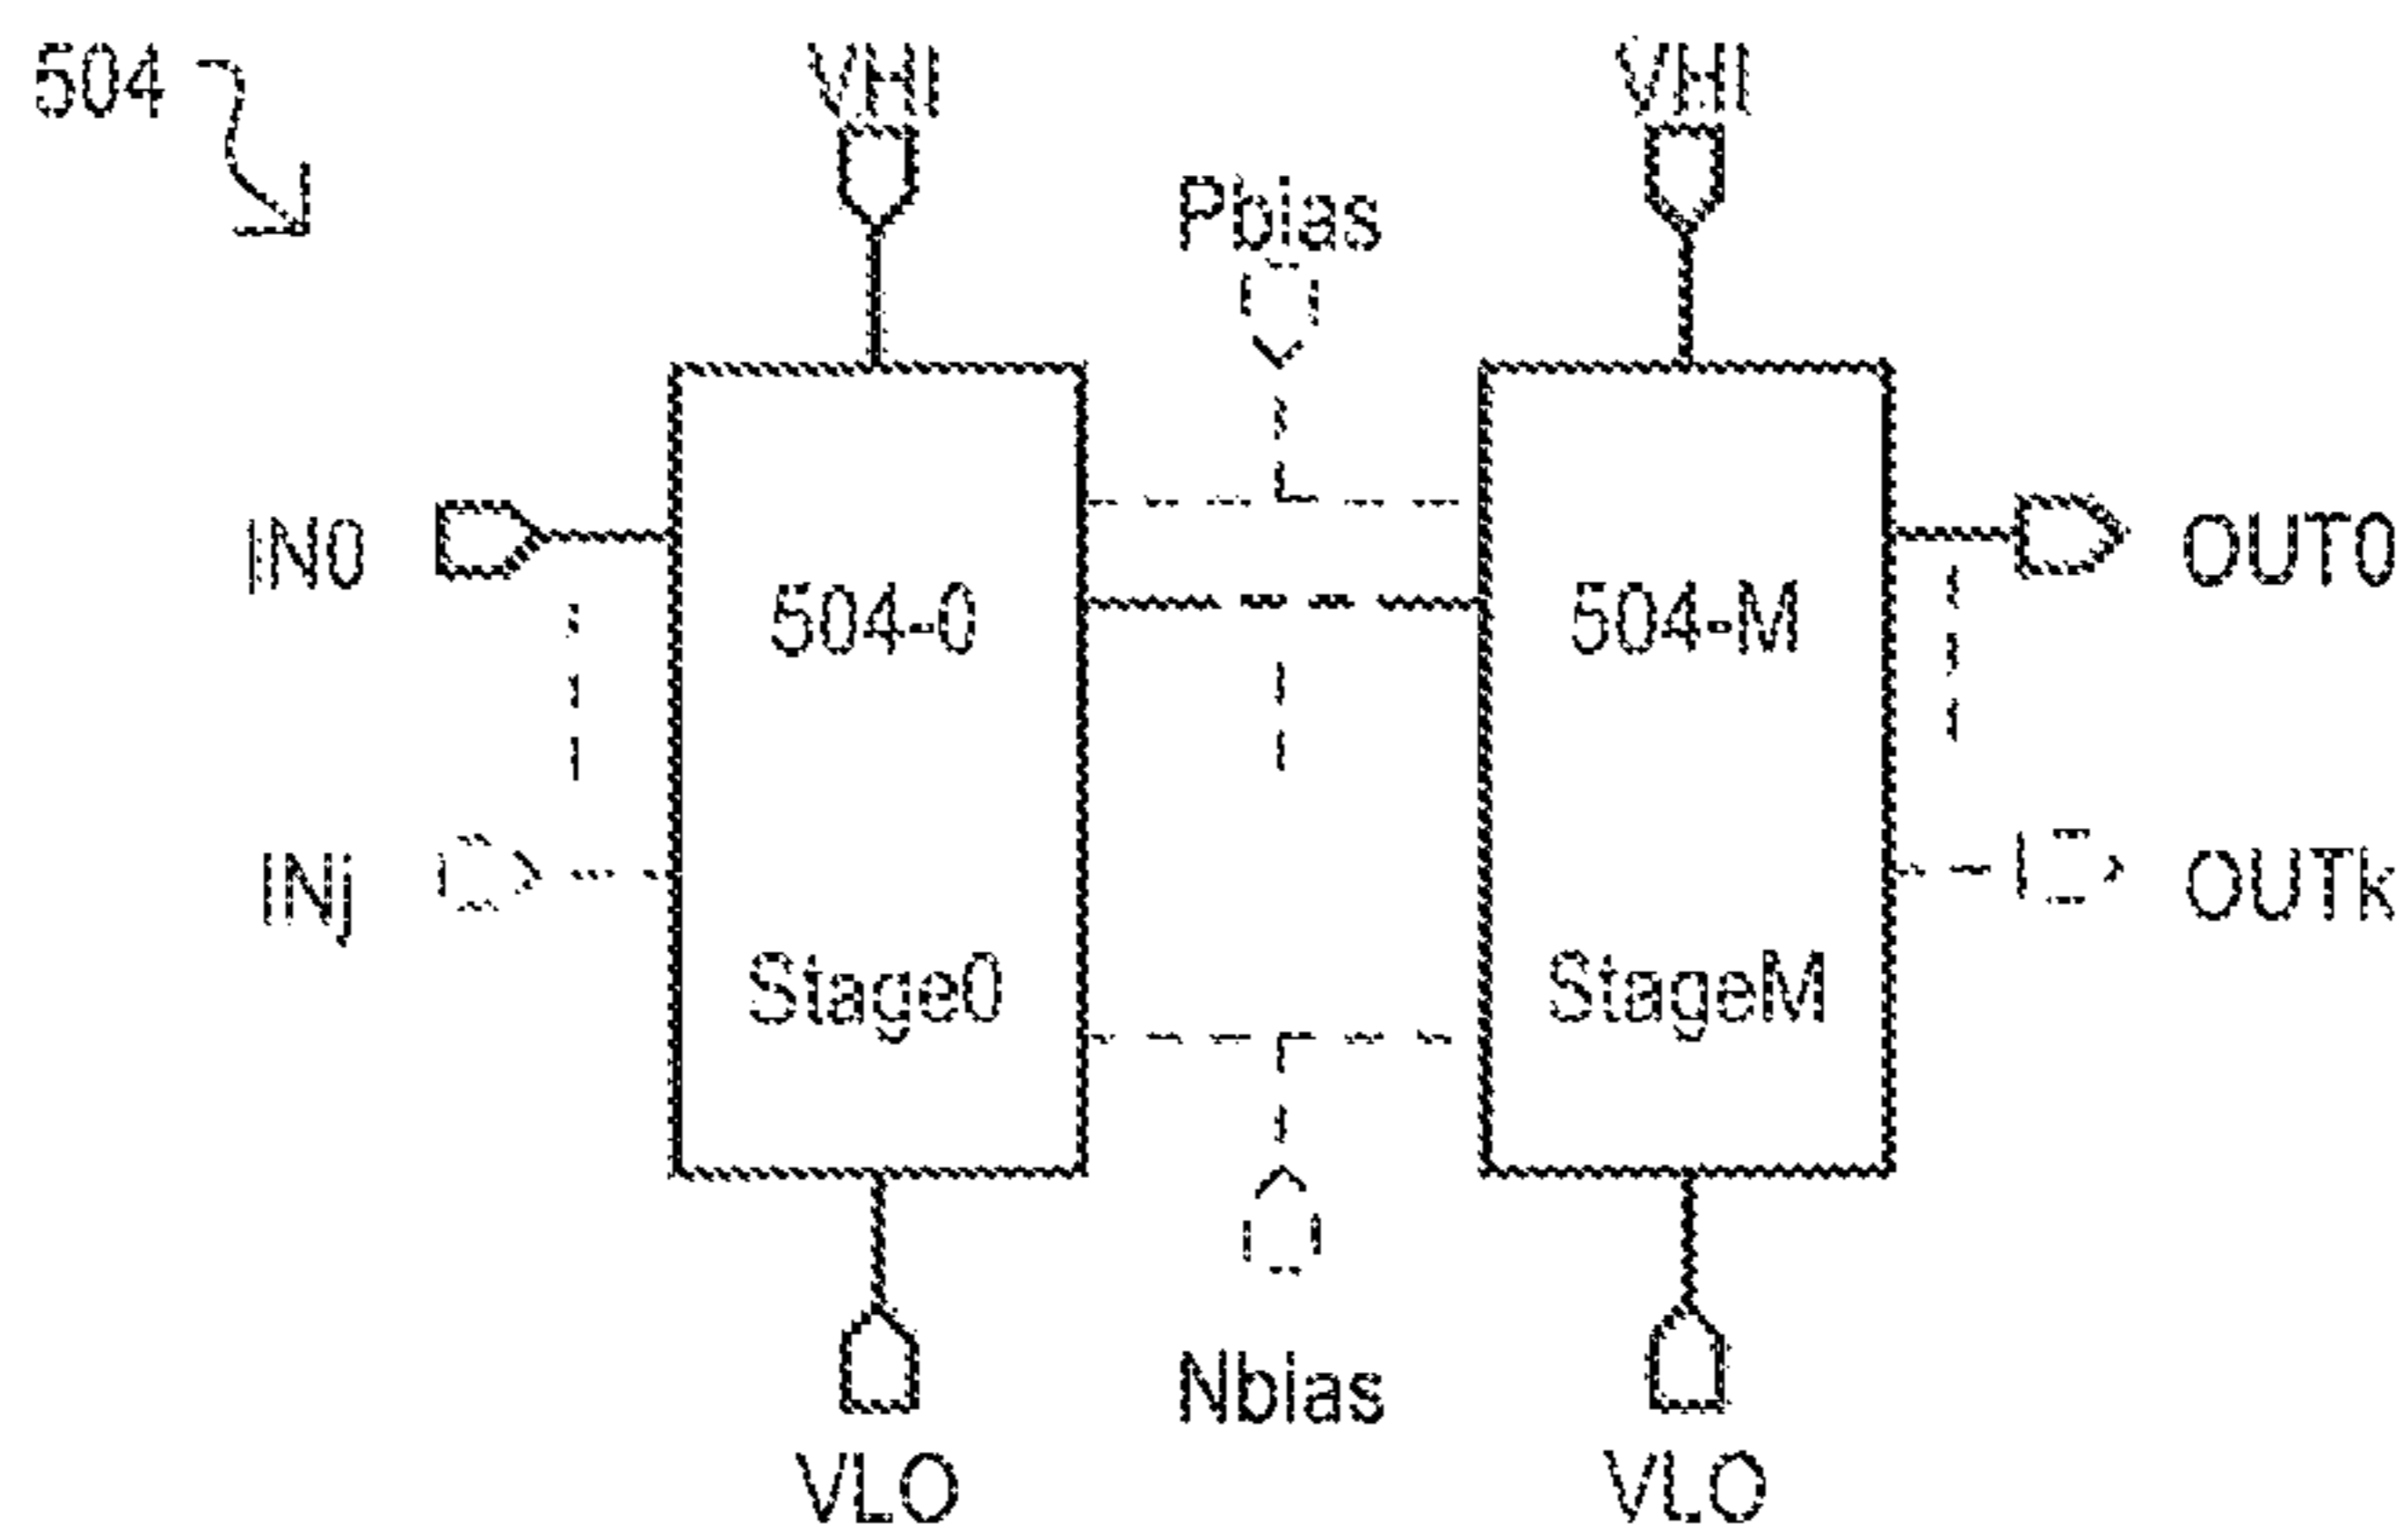 504
VHI
VHI
Pbias
IN0
504-0
504-M
OUT0
INj
OUTk
Stage0
StageM
Nbias
VLO
VLO